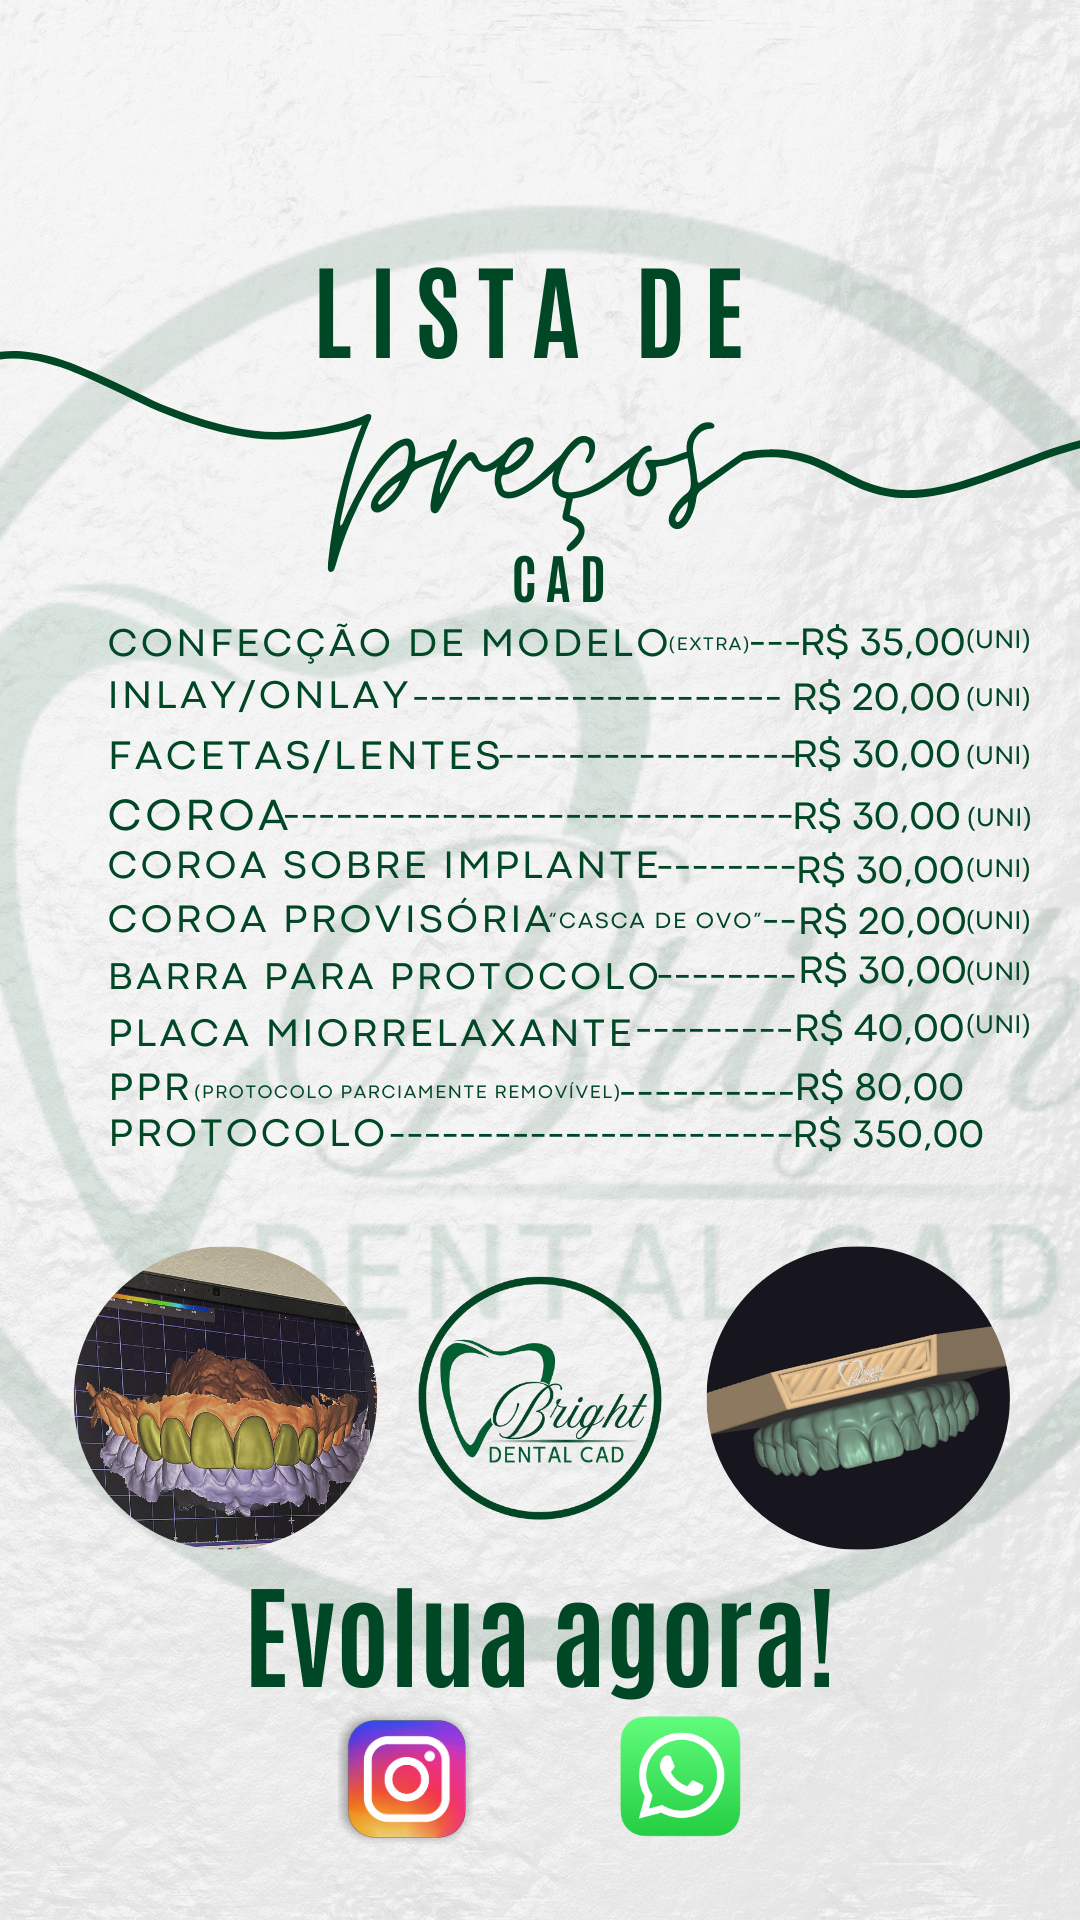 LISTA DE
preços
CAD
CONFECÇÃO DE MODELO(EXTRA)---R$ 35,00(UNI)
INLAY/ONLAY--------------------- R$ 20,00 (UNI)
FACETAS/LENTES-----------------R$ 30,00 (UNI)
COROA-----------------------------R$ 30,00 (UNI)
COROA SOBRE IMPLANTE--------R$ 30,00(UNI)
COROA PROVISÓRIA“CASCA DE OVO”--R$ 20,00(UNI)
BARRA PARA PROTOCOLO--------R$ 30,00(UNI)
PLACA MIORRELAXANTE---------R$ 40,00(UNI)
PPR(PROTOCOLO PARCIAMENTE REMOVÍVEL)----------R$ 80,00
PROTOCOLO-----------------------R$ 350,00
Bright
DENTAL CAD
Bright
DENTAL CAD
Bright
Evolua agora!